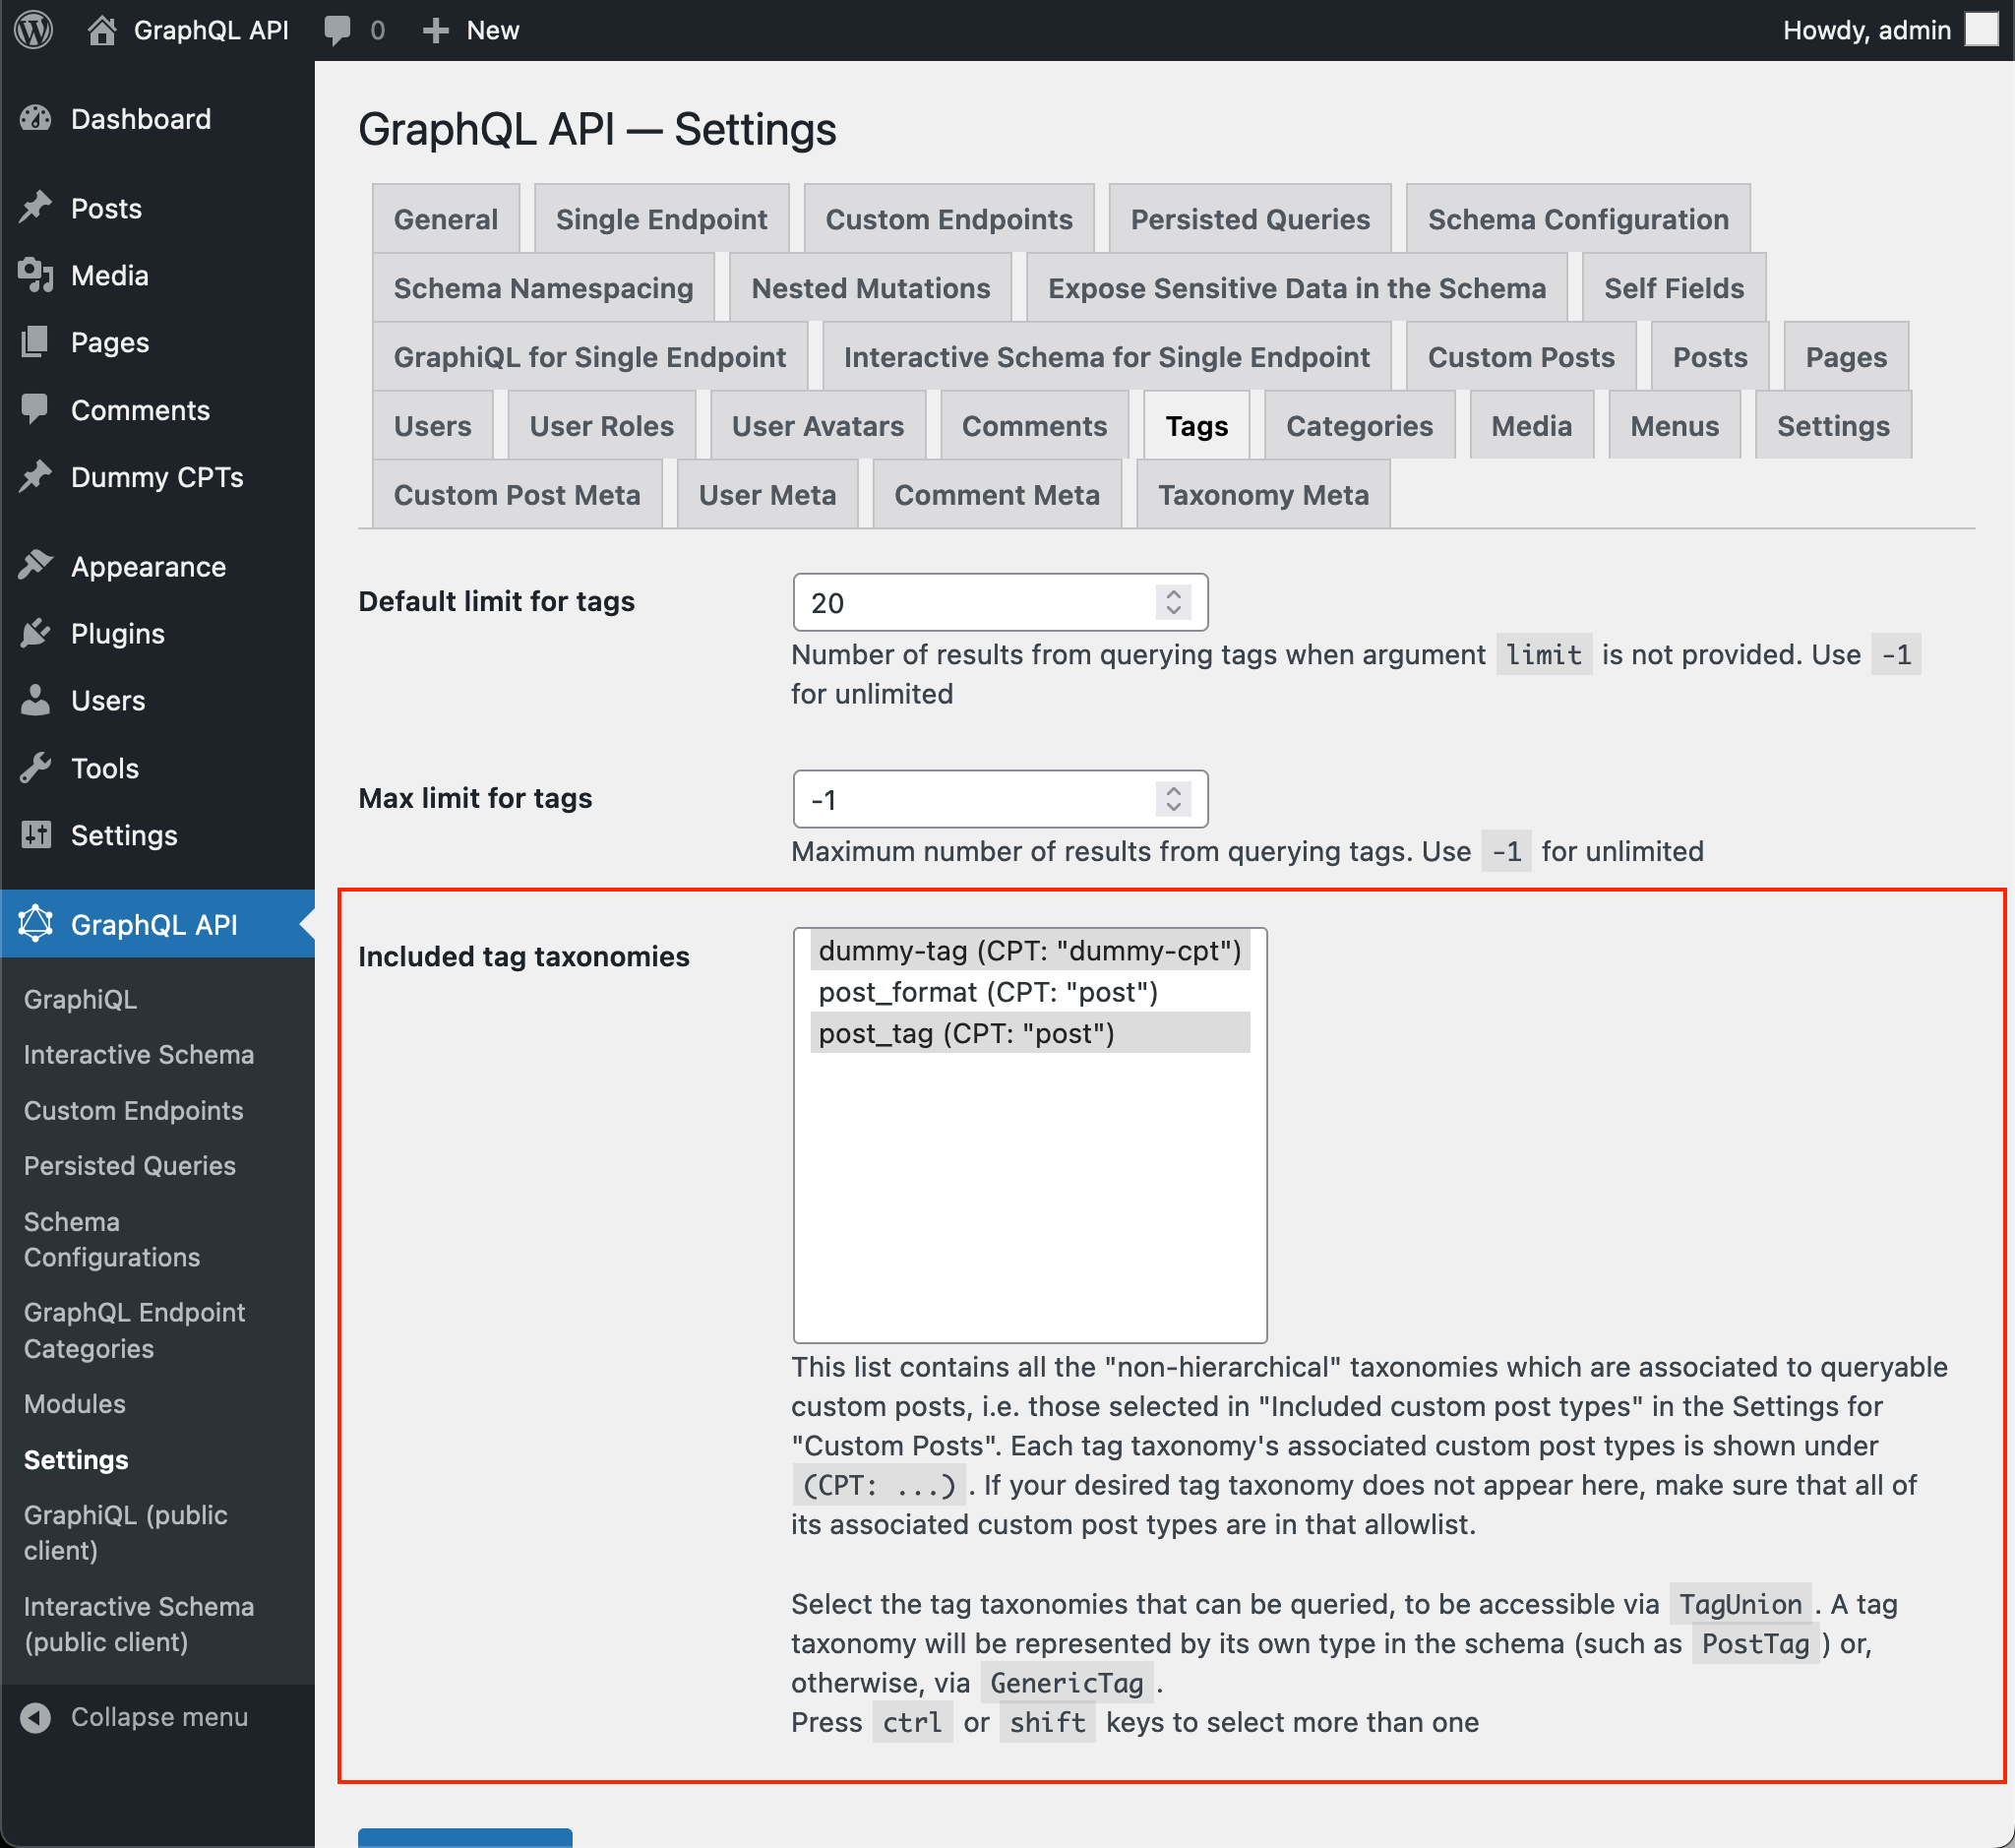 GraphQL API 0 New Howdy, admin
Dashboard
Posts
Media
Pages
Comments
Dummy CPTs
Appearance
Plugins
Users
Tools
Settings
GraphQL API
GraphiQL
Interactive Schema
Custom Endpoints
Persisted Queries
Schema
Configurations
GraphQL Endpoint
Categories
Modules
Settings
GraphiQL (public
client)
Interactive Schema
(public client)
Collapse menu
GraphQL API — Settings
General Single Endpoint Custom Endpoints Persisted Queries Schema Configuration
Schema Namespacing Nested Mutations Expose Sensitive Data in the Schema Self Fields
GraphiQL for Single Endpoint Interactive Schema for Single Endpoint Custom Posts Posts Pages
Users User Roles User Avatars Comments Tags Categories Media Menus Settings
Custom Post Meta User Meta Comment Meta Taxonomy Meta
Default limit for tags
20
Number of results from querying tags when argument limit is not provided. Use -1
for unlimited
Max limit for tags
-1
Maximum number of results from querying tags. Use -1 for unlimited
Included tag taxonomies
dummy-tag (CPT: "dummy-cpt")
post_format (CPT: "post")
post_tag (CPT: "post")
This list contains all the "non-hierarchical" taxonomies which are associated to queryable
custom posts, i.e. those selected in "Included custom post types" in the Settings for
"Custom Posts". Each tag taxonomy's associated custom post types is shown under
(CPT: ...) . If your desired tag taxonomy does not appear here, make sure that all of
its associated custom post types are in that allowlist.
Select the tag taxonomies that can be queried, to be accessible via TagUnion . A tag
taxonomy will be represented by its own type in the schema (such as PostTag ) or,
otherwise, via GenericTag .
Press ctrl or shift keys to select more than one